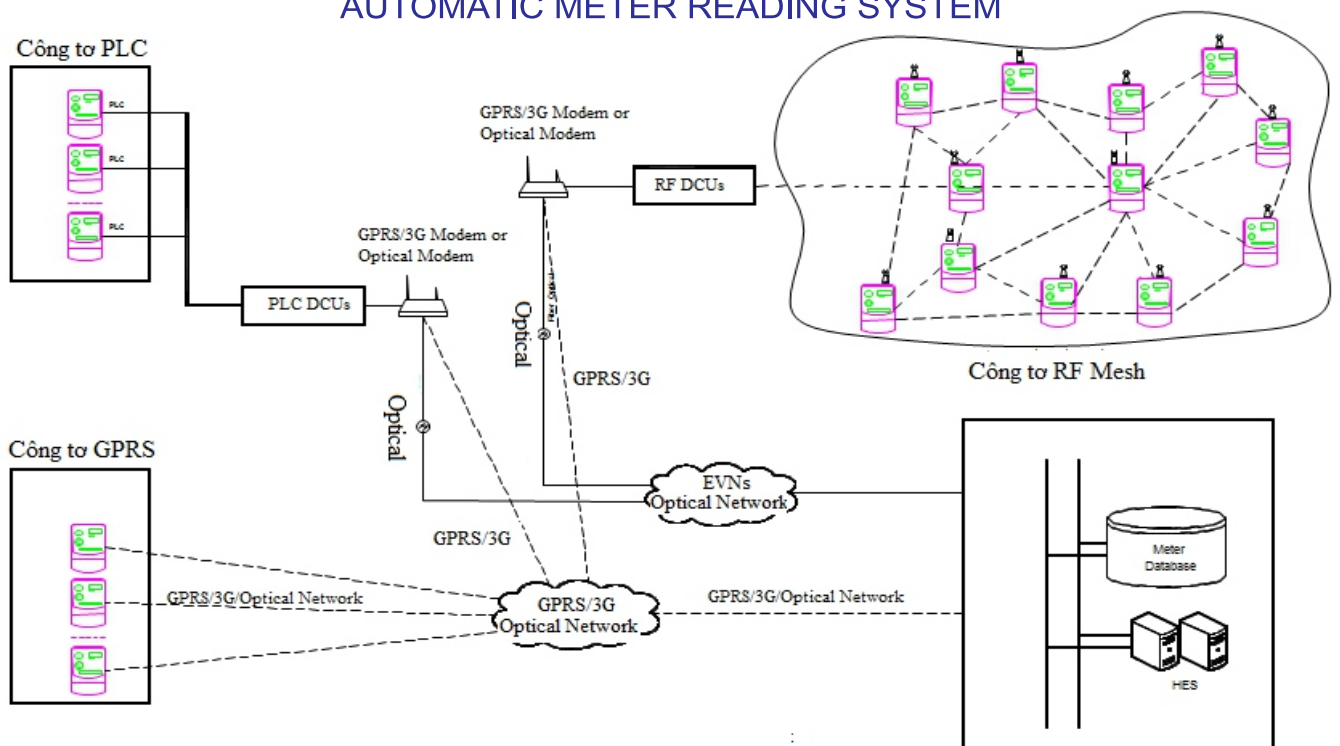 AUTOMATIC METER READING SYSTEM
Công tơ PLC
PLC
PLC
PLC
GPRS/3G Modem or
Optical Modem
RF DCUs
GPRS/3G Modem or
Optical Modem
PLC DCUs
Optical
GPRS/3G
Công tơ RF Mesh
Optical
Công tơ GPRS
EVNs
Optical Network
GPRS/3G
Meter
Database
GPRS/3G/Optical Network
GPRS/3G
Optical Network
GPRS/3G/Optical Network
HES